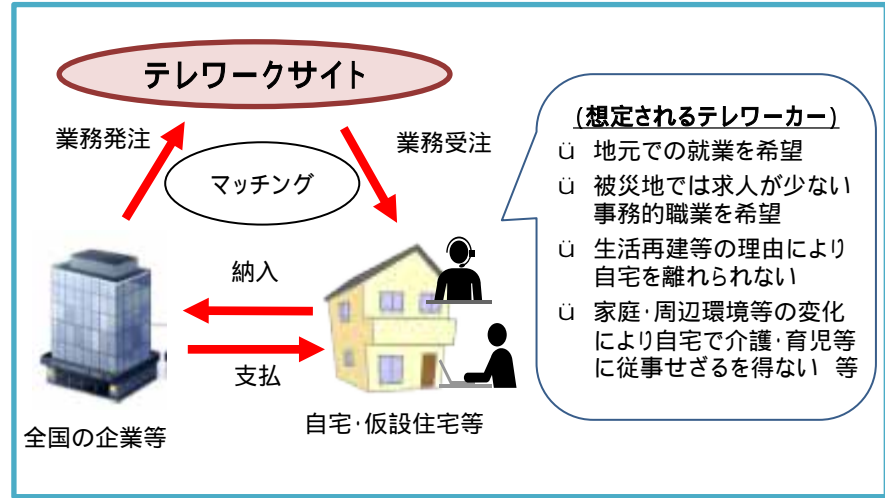 テレワークサイト
業務発注
業務受注
マッチング
納入
支払
全国の企業等
自宅・仮設住宅等
(想定されるテレワーカー)
ü 地元での就業を希望
ü 被災地では求人が少ない
事務的職業を希望
ü 生活再建等の理由により
自宅を離れられない
ü 家庭・周辺環境等の変化
により自宅で介護・育児等
に従事せざるを得ない 等